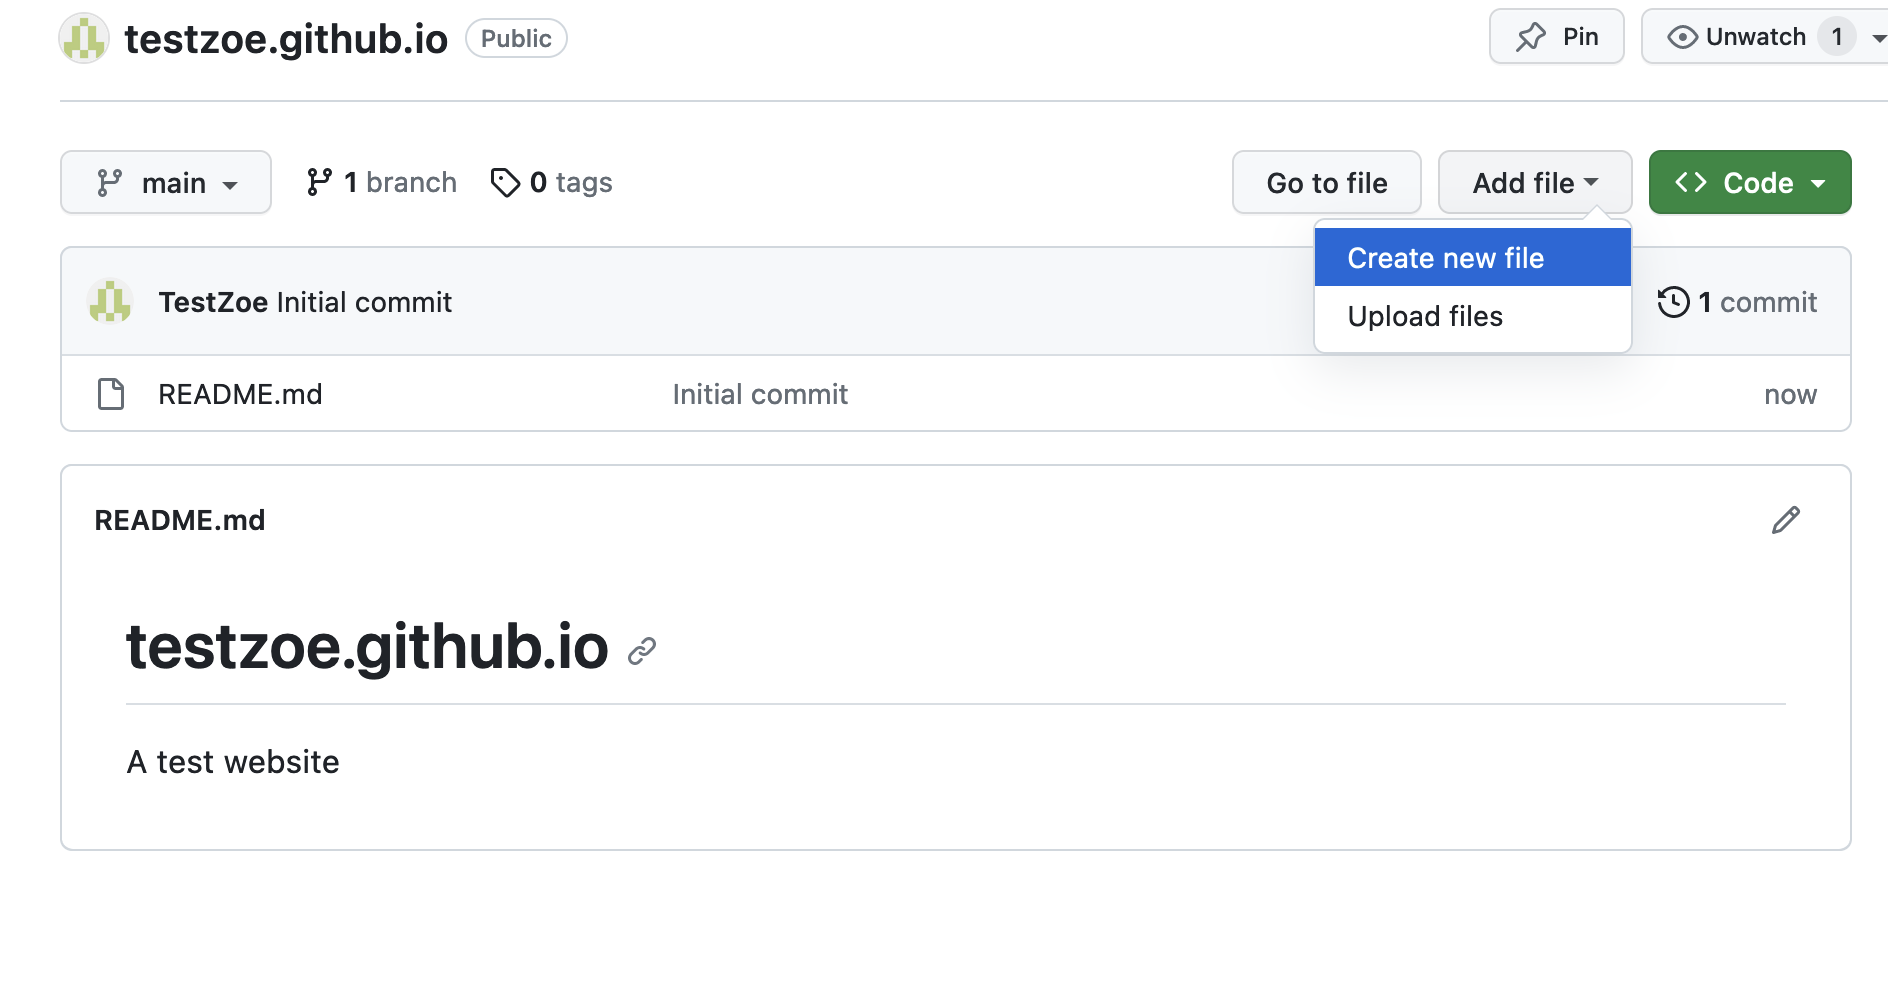 testzoe.github.io Public Pin Unwatch 1
main 1 branch 0 tags Go to file Add file Code
Create new file
TestZoe Initial commit 1 commit
Upload files
README.md Initial commit now
README.md
testzoe.github.io
A test website